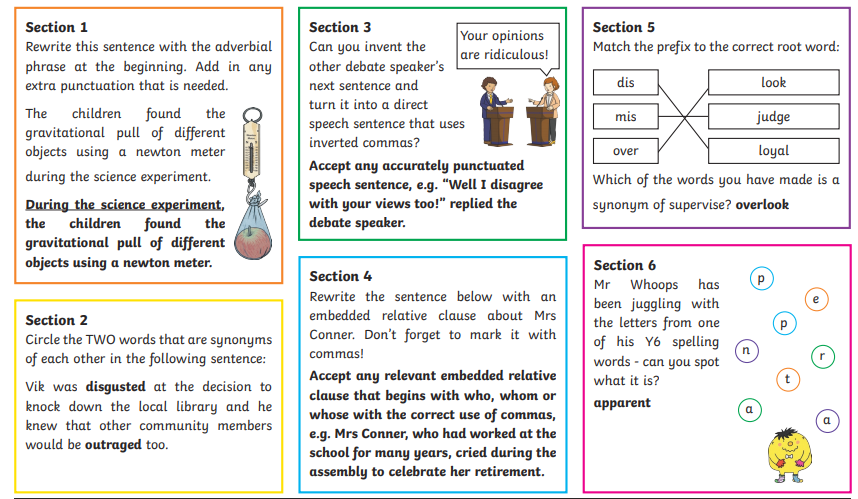 Section 1
Rewrite this sentence with the adverbial
phrase at the beginning. Add in any
extra punctuation that is needed.
The children found the
gravitational pull of different
objects using a newton meter
during the science experiment.
During the science experiment,
the children found the
gravitational pull of different
objects using a newton meter.
Section 2
Circle the TWO words that are synonyms
of each other in the following sentence:
Vik was disgusted at the decision to
knock down the local library and he
knew that other community members
would be outraged too.
Section 3
Can you invent the
other debate speaker's
next sentence and
turn it into a direct
speech sentence that uses
inverted commas?
Your opinions
are ridiculous!
Accept any accurately punctuated
speech sentence, e.g. “Well I disagree
with your views too!” replied the
debate speaker.
Section 4
Rewrite the sentence below with an
embedded relative clause about Mrs
Conner. Don't forget to mark it with
commas!
Accept any relevant embedded relative
clause that begins with who, whom or
whose with the correct use of commas,
e.g. Mrs Conner, who had worked at the
school for many years, cried during the
assembly to celebrate her retirement.
Section 5
Match the prefix to the correct root word:
dis look
mis judge
over loyal
Which of the words you have made is a
synonym of supervise? overlook
Section 6
Mr Whoops has
been juggling with
the letters from one
of his Y6 spelling
words - can you spot
what it is?
apparent
p
e
p
n
r
t
a
a